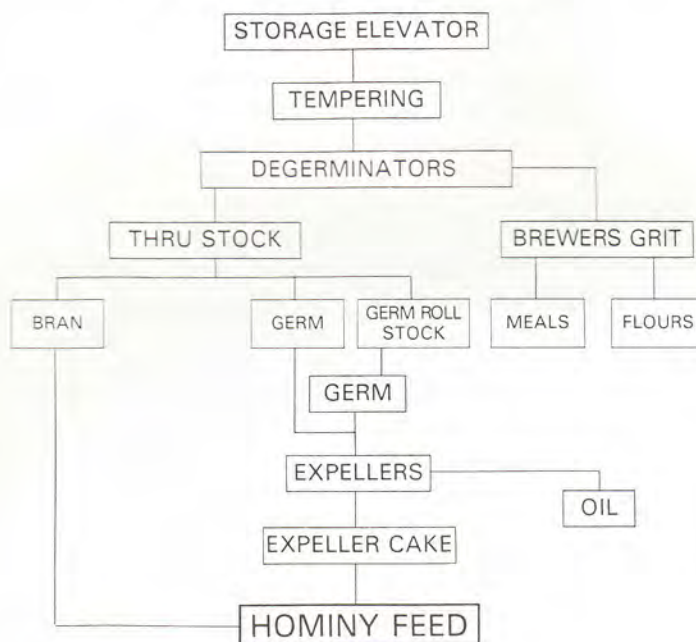 STORAGE ELEVATOR
TEMPERING
DEGERMINATORS
THRU STOCK
BREWERS GRIT
BRAN
GERM
GERM ROLL
STOCK
MEALS
FLOURS
GERM
EXPELLERS
OIL
EXPELLER CAKE
HOMINY FEED